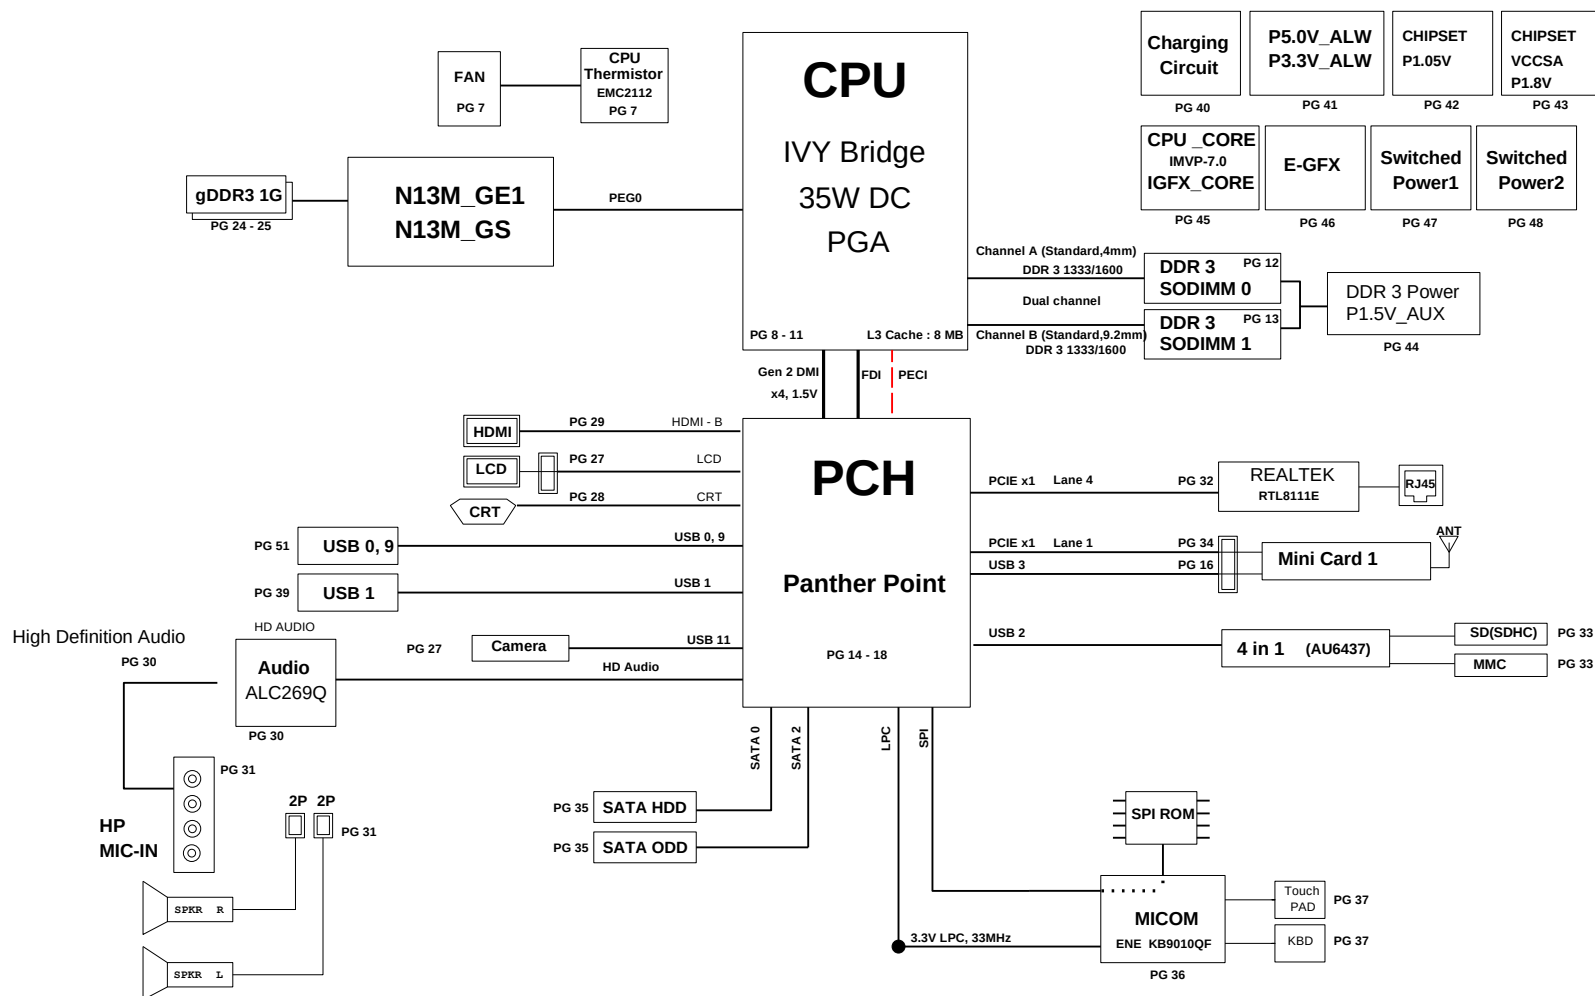 Charging
Circuit
PG 40
P5.0V_ALW
P3.3V_ALW
PG 41
CHIPSET
P1.05V
PG 42
CHIPSET
VCCSA
P1.8V
PG 43
CPU _CORE
IMVP-7.0
IGFX_CORE
PG 45
E-GFX
PG 46
Switched
Power1
PG 47
Switched
Power2
PG 48
FAN
PG 7
CPU
Thermistor
EMC2112
PG 7
CPU
IVY Bridge
35W DC
PGA
PG 8 - 11
L3 Cache : 8 MB
gDDR3 1G
PG 24 - 25
N13M_GE1
N13M_GS
PEG0
Channel A (Standard,4mm)
DDR 3 1333/1600
Dual channel
Channel B (Standard,9.2mm)
DDR 3 1333/1600
DDR 3
SODIMM 0
PG 12
DDR 3
SODIMM 1
PG 13
DDR 3 Power
P1.5V_AUX
PG 44
Gen 2 DMI
x4, 1.5V
FDI
PECI
HDMI
PG 29
HDMI - B
LCD
PG 27
LCD
CRT
PG 28
CRT
PG 51
USB 0, 9
USB 0, 9
PG 39
USB 1
USB 1
PCH
Panther Point
PG 14 - 18
PCIE x1
Lane 4
PG 32
REALTEK
RTL8111E
RJ45
PCIE x1
Lane 1
PG 34
USB 3
PG 16
Mini Card 1
ANT
USB 2
4 in 1
(AU6437)
SD(SDHC)
PG 33
MMC
PG 33
High Definition Audio
PG 30
HD AUDIO
Audio
ALC269Q
PG 30
PG 27
Camera
USB 11
HD Audio
SATA 0
SATA 2
LPC
SPI
PG 31
HP
MIC-IN
2P
2P
PG 31
SPKR R
SPKR L
PG 35
SATA HDD
PG 35
SATA ODD
SPI ROM
MICOM
ENE KB9010QF
PG 36
3.3V LPC, 33MHz
Touch
PAD
PG 37
KBD
PG 37